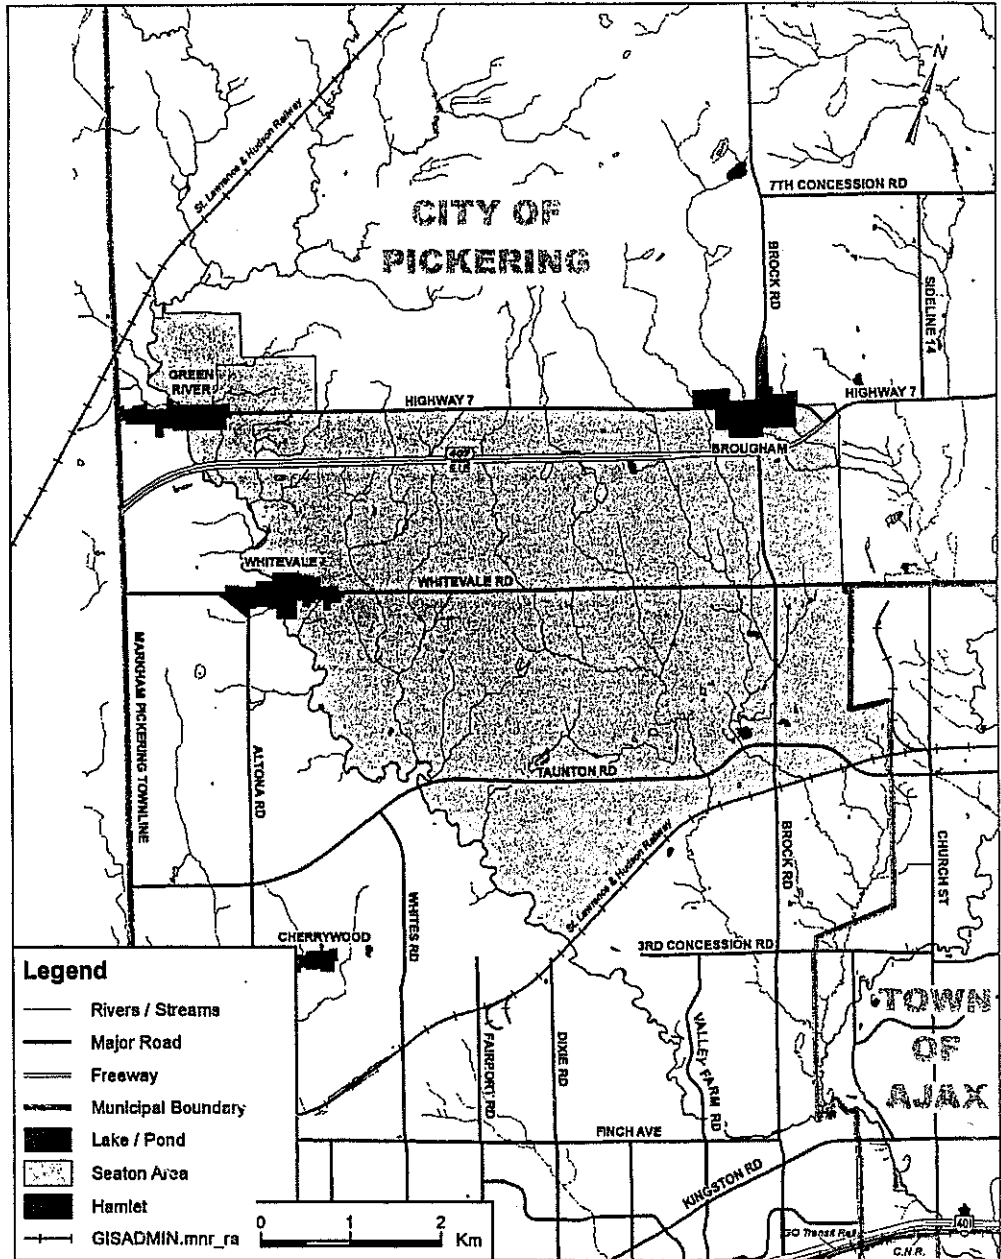 N
St. Lawrence & Hudson Railway
CITY OF
PICKERING
7TH CONCESSION RD
BROCK RD
SIDELINE 14
GREEN
RIVER
HIGHWAY 7
HIGHWAY 7
407
BROUGHAM
WHITEVALE
WHITEVALE RD
MARKHAM PICKERING TOWNLINE
ALTONA RD
TAUNTON RD
BROCK RD
CHURCH ST
St. Lawrence & Hudson Railway
WHITES RD
CHERRYWOOD
3RD CONCESSION RD
TOWN
OF
AJAX
FAIRPORT RD
DIXIE RD
VALLEY FARM RD
FINCH AVE
KINGSTON RD
GO Transit Rail
401
C.N.R.
Legend
Rivers / Streams
Major Road
Freeway
Municipal Boundary
Lake / Pond
Seaton Area
Hamlet
GISADMIN.mnr_ra
0 1 2 Km